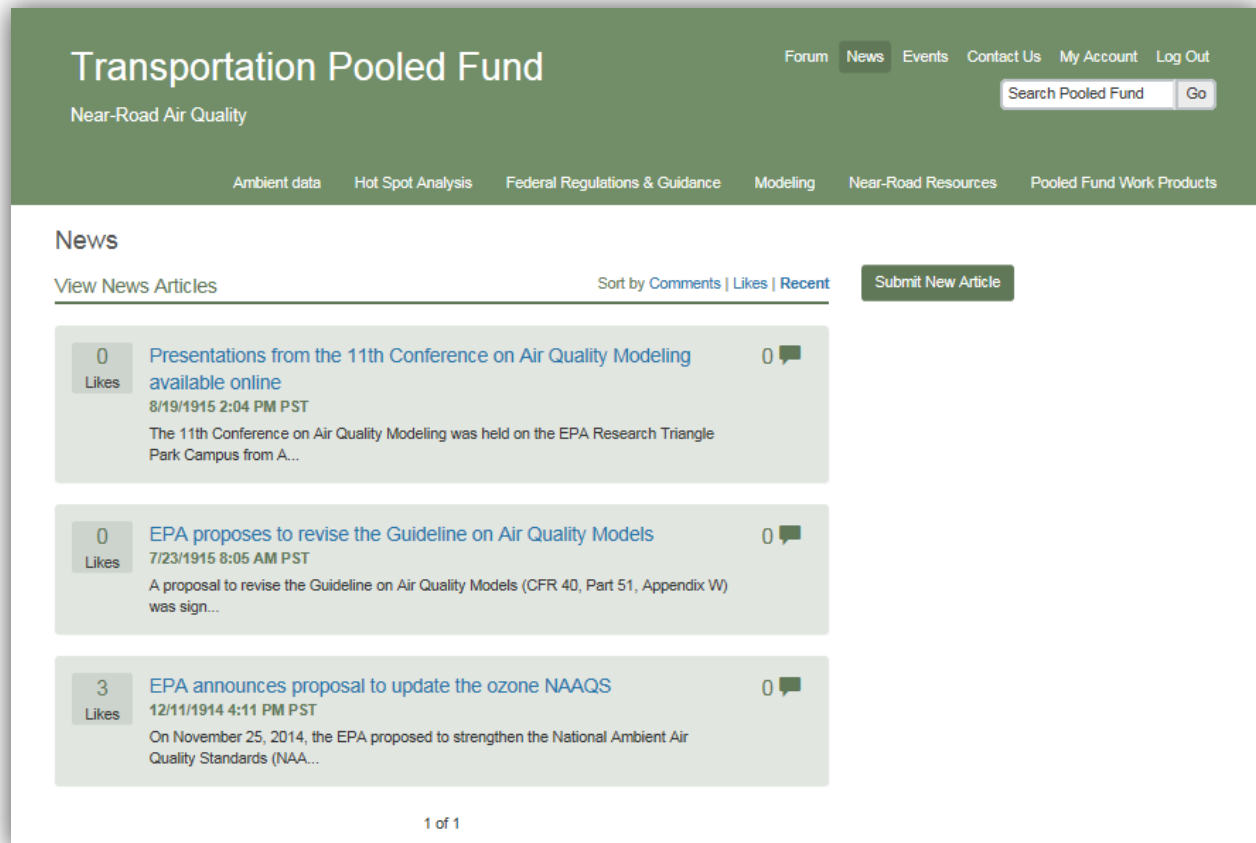 Transportation Pooled Fund
Near-Road Air Quality
Forum News Events Contact Us My Account Log Out
Search Pooled Fund Go
Ambient data Hot Spot Analysis Federal Regulations & Guidance Modeling Near-Road Resources Pooled Fund Work Products
News
View News Articles Sort by Comments | Likes | Recent
Submit New Article
0
Likes
Presentations from the 11th Conference on Air Quality Modeling
available online
8/19/1915 2:04 PM PST
The 11th Conference on Air Quality Modeling was held on the EPA Research Triangle
Park Campus from A...
0
0
Likes
EPA proposes to revise the Guideline on Air Quality Models
7/23/1915 8:05 AM PST
A proposal to revise the Guideline on Air Quality Models (CFR 40, Part 51, Appendix W)
was sign...
0
3
Likes
EPA announces proposal to update the ozone NAAQS
12/11/1914 4:11 PM PST
On November 25, 2014, the EPA proposed to strengthen the National Ambient Air
Quality Standards (NAA...
0
1 of 1